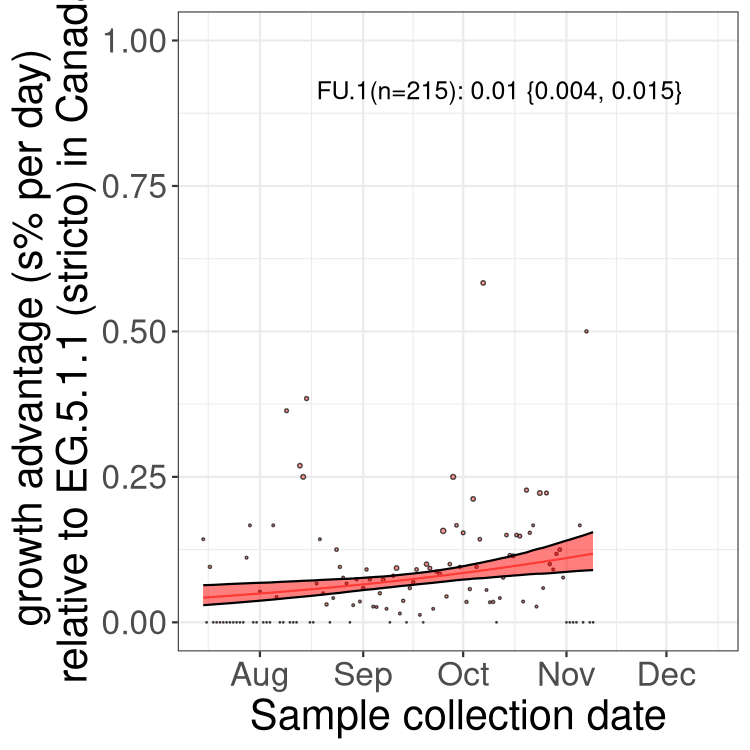 growth advantage (s% per day)
relative to EG.5.1.1 (stricto) in Canada
1.00
0.75
0.50
0.25
0.00
FU.1(n=215): 0.01 {0.004, 0.015}
Aug Sep Oct Nov Dec
Sample collection date